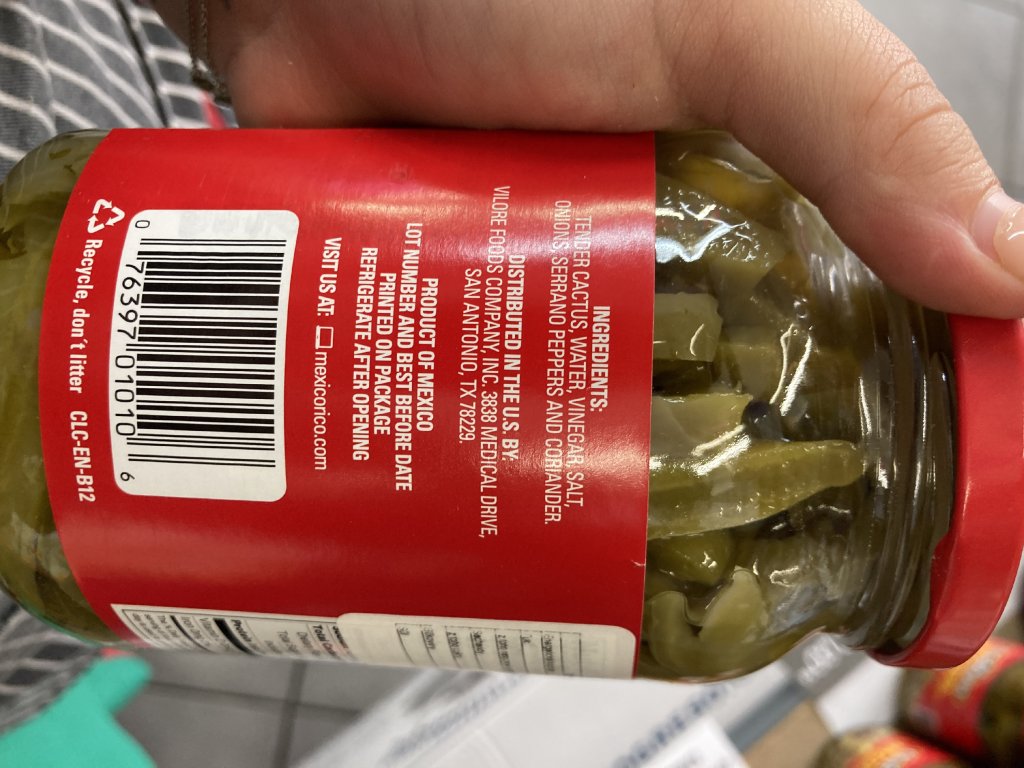 INGREDIENTS:
TENDER CACTUS, WATER, VINEGAR, SALT,
ONIONS, SERRANO PEPPERS AND CORIANDER.
DISTRIBUTED IN THE U.S. BY:
VILORE FOODS COMPANY, INC. 3838 MEDICAL DRIVE,
SAN ANTONIO, TX 78229.
PRODUCT OF MEXICO
LOT NUMBER AND BEST BEFORE DATE
PRINTED ON PACKAGE
REFRIGERATE AFTER OPENING
VISIT US AT: mexiconico.com
0 76397 01010 6
Recycle, don´t litter CLC-EN-B12
Protein